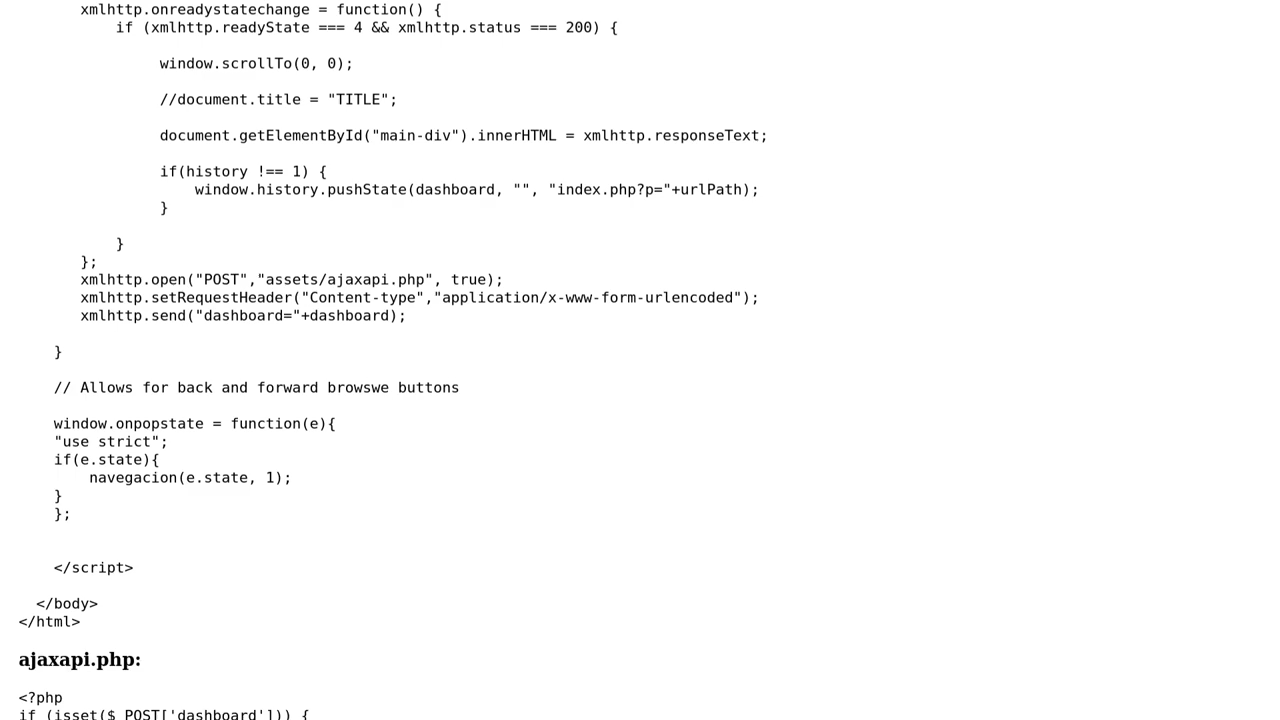 xmlhttp.onreadystatechange = function() {
if (xmlhttp.readyState === 4 && xmlhttp.status === 200) {
window.scrollTo(0, 0);
//document.title = "TITLE";
document.getElementById("main-div").innerHTML = xmlhttp.responseText;
if(history !== 1) {
window.history.pushState(dashboard, "", "index.php?p="+urlPath);
}
}
};
xmlhttp.open("POST","assets/ajaxapi.php", true);
xmlhttp.setRequestHeader("Content-type","application/x-www-form-urlencoded");
xmlhttp.send("dashboard="+dashboard);
}
// Allows for back and forward browswe buttons
window.onpopstate = function(e){
"use strict";
if(e.state){
navegacion(e.state, 1);
}
};
</script>
</body>
</html>
ajaxapi.php:
<?php
if (isset($_POST['dashboard'])) {